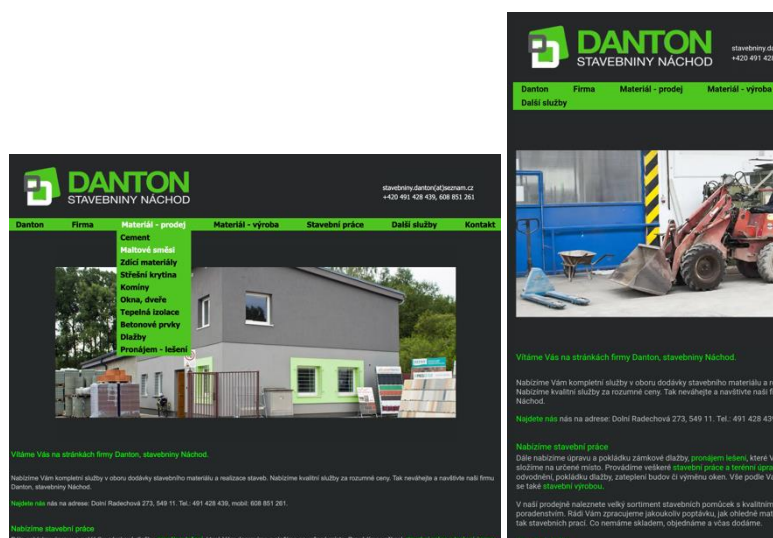 DANTON
STAVEBNINY NÁCHOD
stavebniny.danton(at)seznam.cz
+420 491 428 439, 608 851 261
Danton Firma Materiál - prodej Materiál - výroba Stavební práce Další služby Kontakt
Cement
Maltové směsi
Zdící materiály
Střešní krytina
Komíny
Okna, dveře
Tepelná izolace
Betonové prvky
Dlažby
Pronájem - lešení
Vítáme Vás na stránkách firmy Danton, stavebniny Náchod.
Nabízíme Vám kompletní služby v oboru dodávky stavebního materiálu a realizace staveb. Nabízíme kvalitní služby za rozumné ceny. Tak neváhejte a navštivte naši firmu
Danton, stavebniny Náchod.
Najdete nás nás na adrese: Dolní Radechová 273, 549 11. Tel.: 491 428 439, mobil: 608 851 261.
Nabízíme stavební práce
DANTON
STAVEBNINY NÁCHOD
stavebniny.da
+420 491 428
Danton Firma Materiál - prodej Materiál - výroba
Další služby
Vítáme Vás na stránkách firmy Danton, stavebniny Náchod.
Nabízíme Vám kompletní služby v oboru dodávky stavebního materiálu a
Nabízíme kvalitní služby za rozumné ceny. Tak neváhejte a navštivte naši
Náchod.
Najdete nás nás na adrese: Dolní Radechová 273, 549 11. Tel.: 491 428 439
Nabízíme stavební práce
Dále nabízíme úpravu a pokládku zámkové dlažby, pronájem lešení, které
složíme na určené místo. Provádíme veškeré stavební práce a terénní
odvodnění, pokládku dlažby, zateplení budov či výměnu oken. Vše podle
se také stavební výrobou.
V naší prodejně naleznete velký sortiment stavebních pomůcek s kvalitním
poradenstvím. Rádi Vám zpracujeme jakoukoliv poptávku, jak ohledně
tak stavebních prací. Co nemáme skladem, objednáme a včas dodáme.